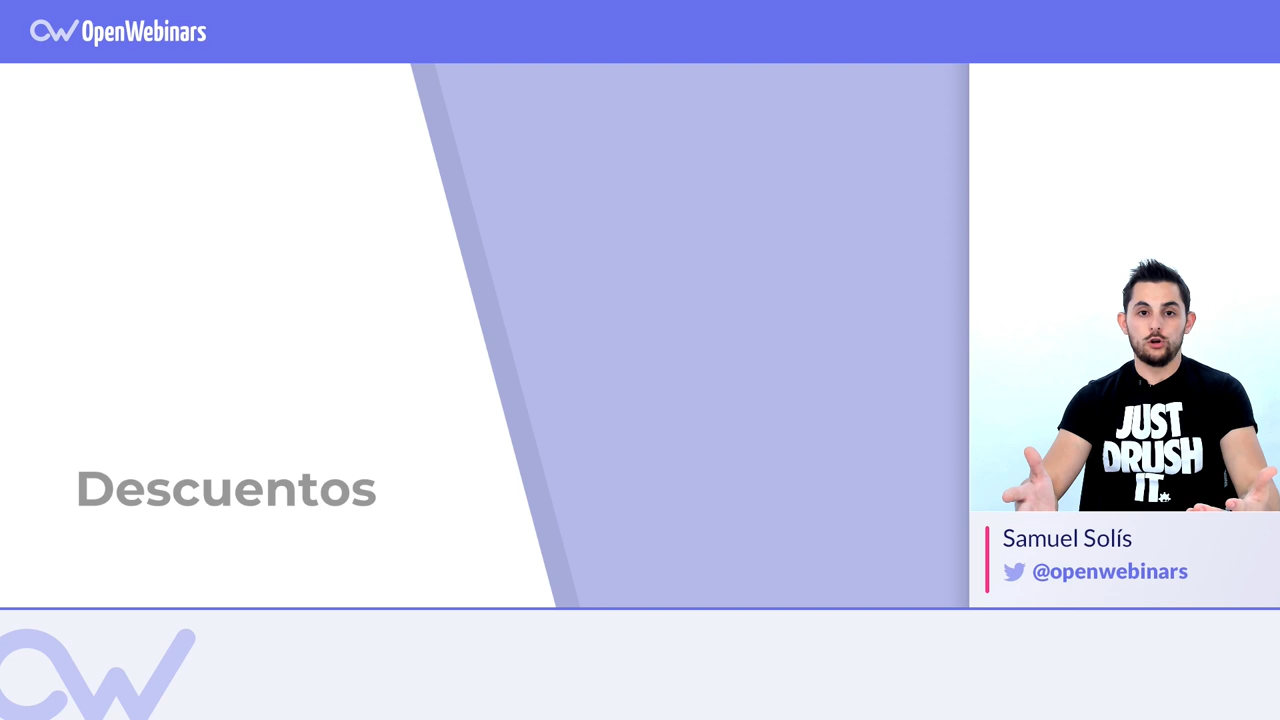 OpenWebinars
Descuentos
JUST
DRUSH
IT
Samuel Solís
@openwebinars